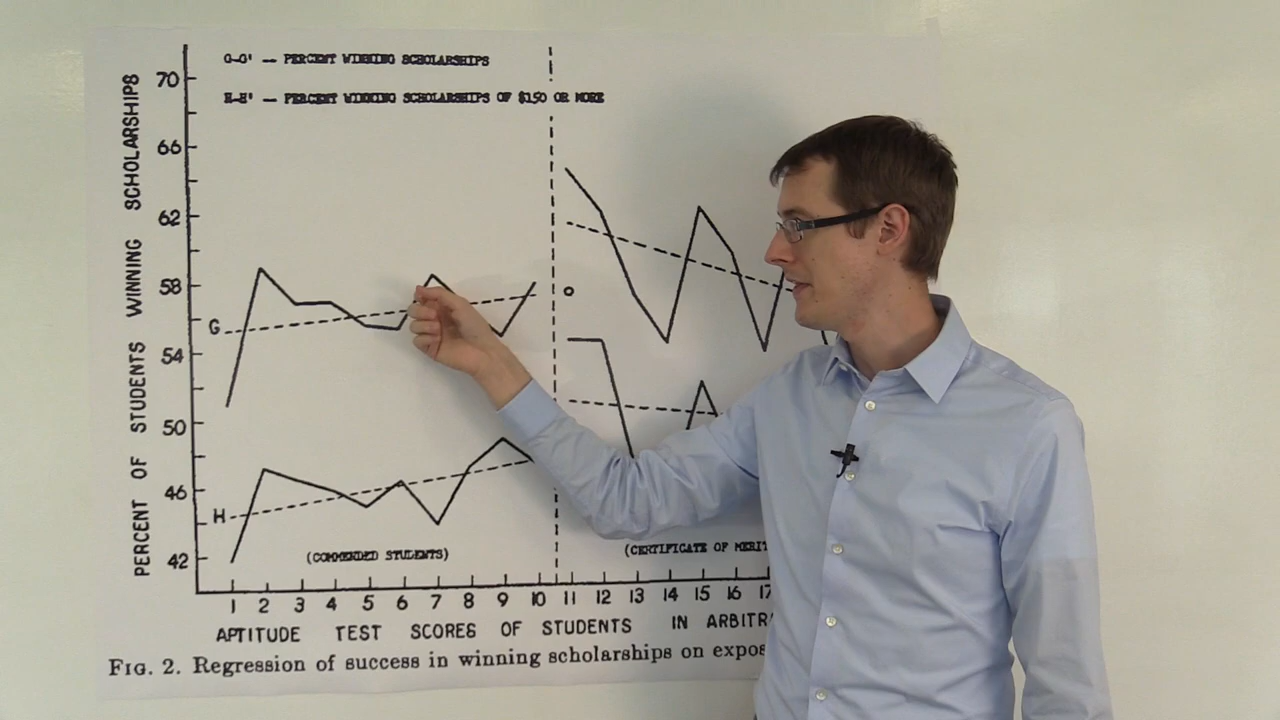 G-G' -- PERCENT WINNING SCHOLARSHIPS
H-H' -- PERCENT WINNING SCHOLARSHIPS OF $150 OR MORE
PERCENT OF STUDENTS WINNING SCHOLARSHIPS
70
66
62
58
54
50
46
42
G
H
(COMMENDED STUDENTS)
(CERTIFICATE OF MERIT
1 2 3 4 5 6 7 8 9 10 11 12 13 14 15 16 17
APTITUDE TEST SCORES OF STUDENTS IN ARBITR
FIG. 2. Regression of success in winning scholarships on expos